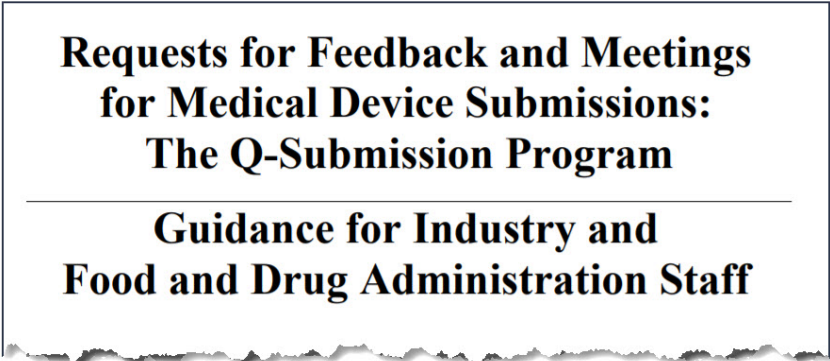 Requests for Feedback and Meetings
for Medical Device Submissions:
The Q-Submission Program
Guidance for Industry and
Food and Drug Administration Staff